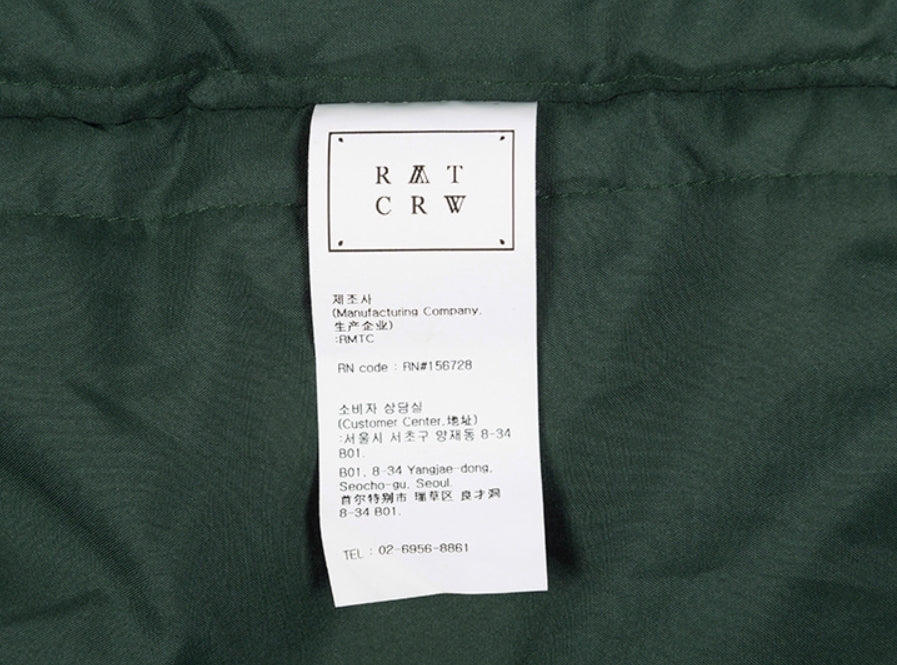 RMT
CRW
제조사
(Manufacturing Company,
生产企业)
:RMTC
RN code : RN#156728
소비자 상담실
(Customer Center,地址)
:서울시 서초구 양재동 8-34
B01.
B01, 8-34 Yangjae-dong,
Seocho-gu, Seoul.
首尔特别市 瑞草区 良才洞
8-34 B01.
TEL : 02-6956-8861